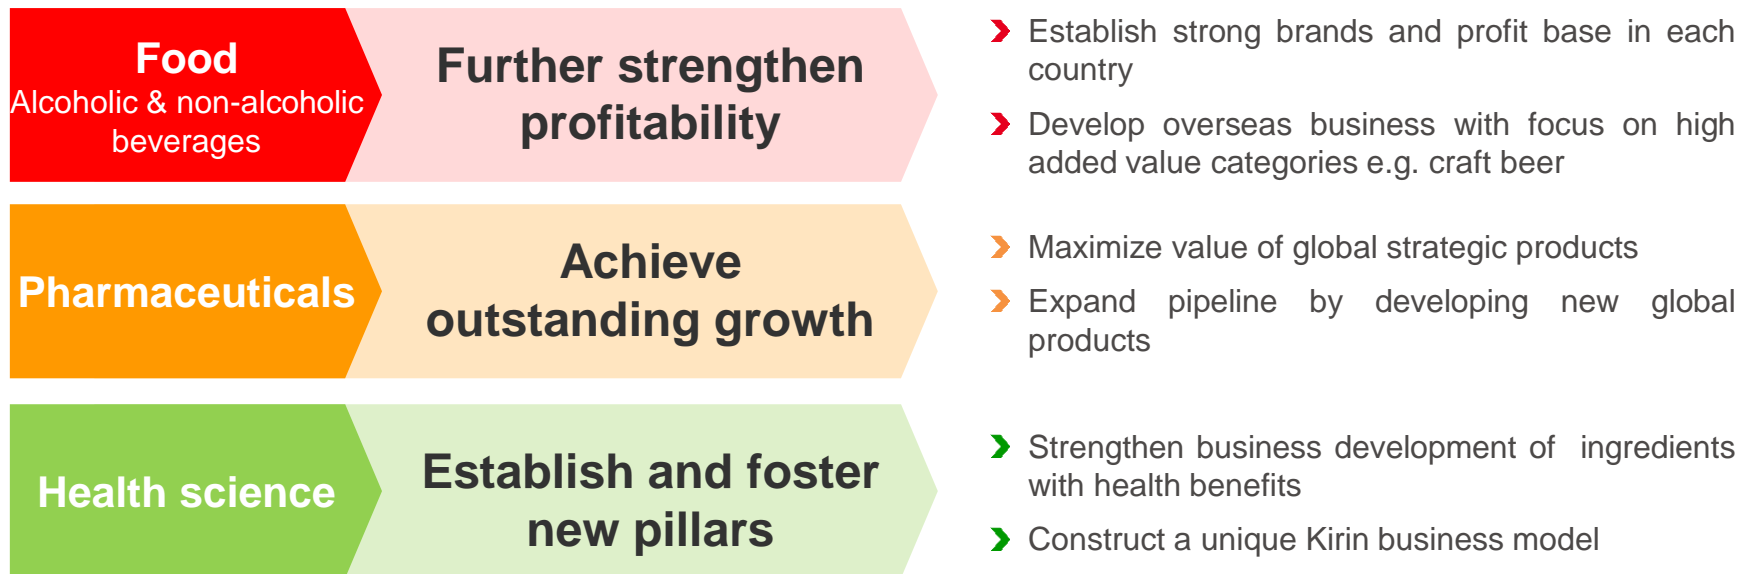 Food
Alcoholic & non-alcoholic
beverages
Further strengthen
profitability
Establish strong brands and profit base in each
country
Develop overseas business with focus on high
added value categories e.g. craft beer
Pharmaceuticals
Achieve
outstanding growth
Maximize value of global strategic products
Expand pipeline by developing new global
products
Health science
Establish and foster
new pillars
Strengthen business development of ingredients
with health benefits
Construct a unique Kirin business model